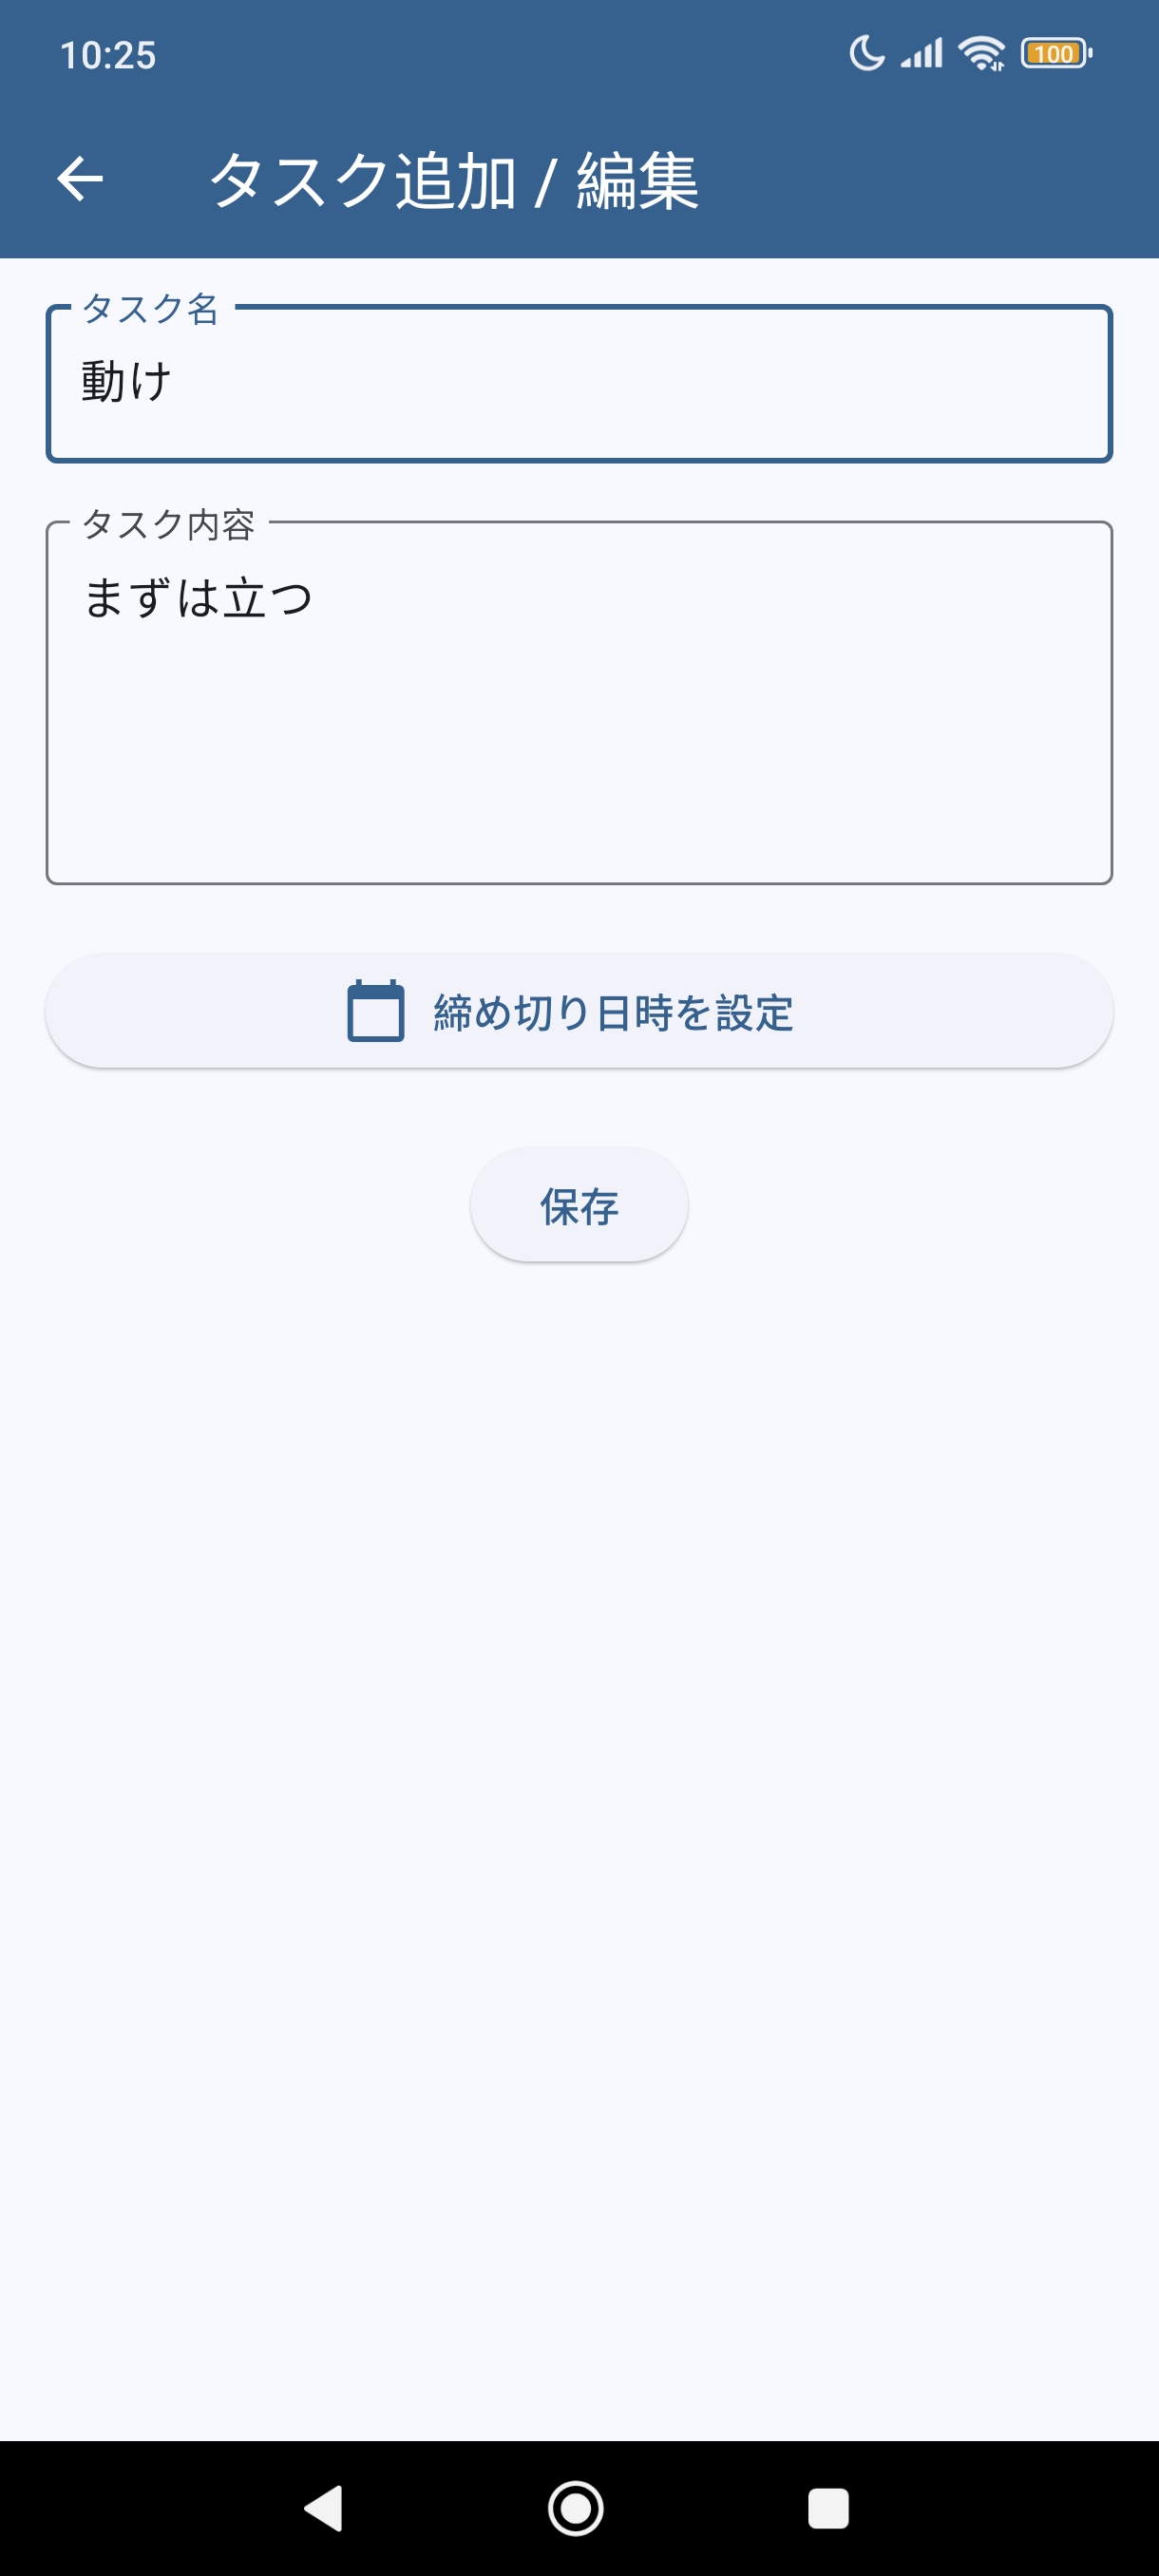 10:25
100
タスク追加 / 編集
タスク名
動け
タスク内容
まずは立つ
締め切り日時を設定
保存